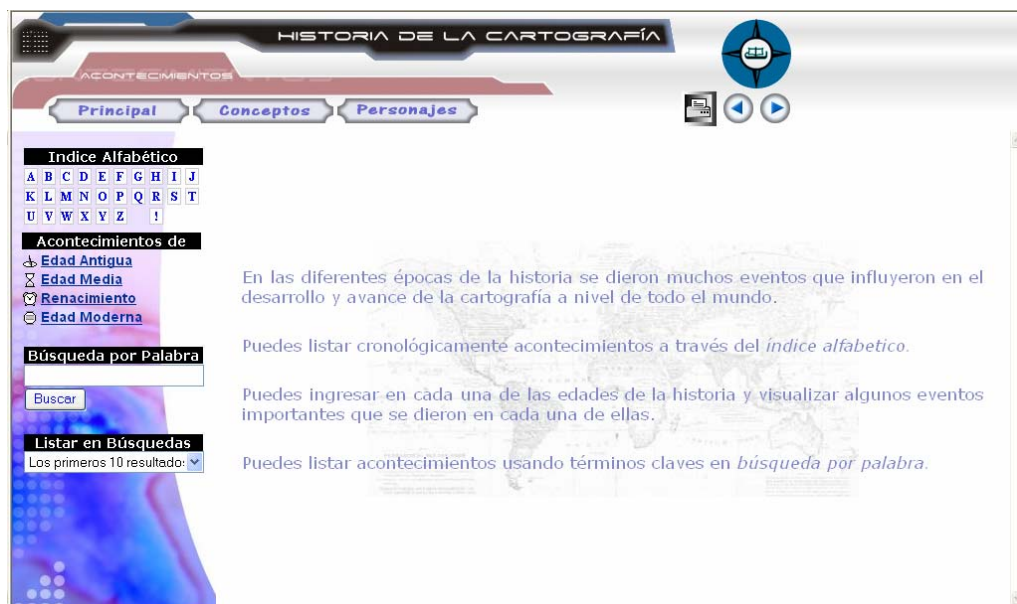 HISTORIA DE LA CARTOGRAFÍA
ACONTECIMIENTOS
Principal Conceptos Personajes
Indice Alfabético
A B C D E F G H I J
K L M N O P Q R S T
U V W X Y Z !
Acontecimientos de
Edad Antigua
Edad Media
Renacimiento
Edad Moderna
Búsqueda por Palabra
Buscar
Listar en Búsquedas
Los primeros 10 resultado
En las diferentes épocas de la historia se dieron muchos eventos que influyeron en el
desarrollo y avance de la cartografía a nivel de todo el mundo.
Puedes listar cronológicamente acontecimientos a través del índice alfabetico.
Puedes ingresar en cada una de las edades de la historia y visualizar algunos eventos
importantes que se dieron en cada una de ellas.
Puedes listar acontecimientos usando términos claves en búsqueda por palabra.